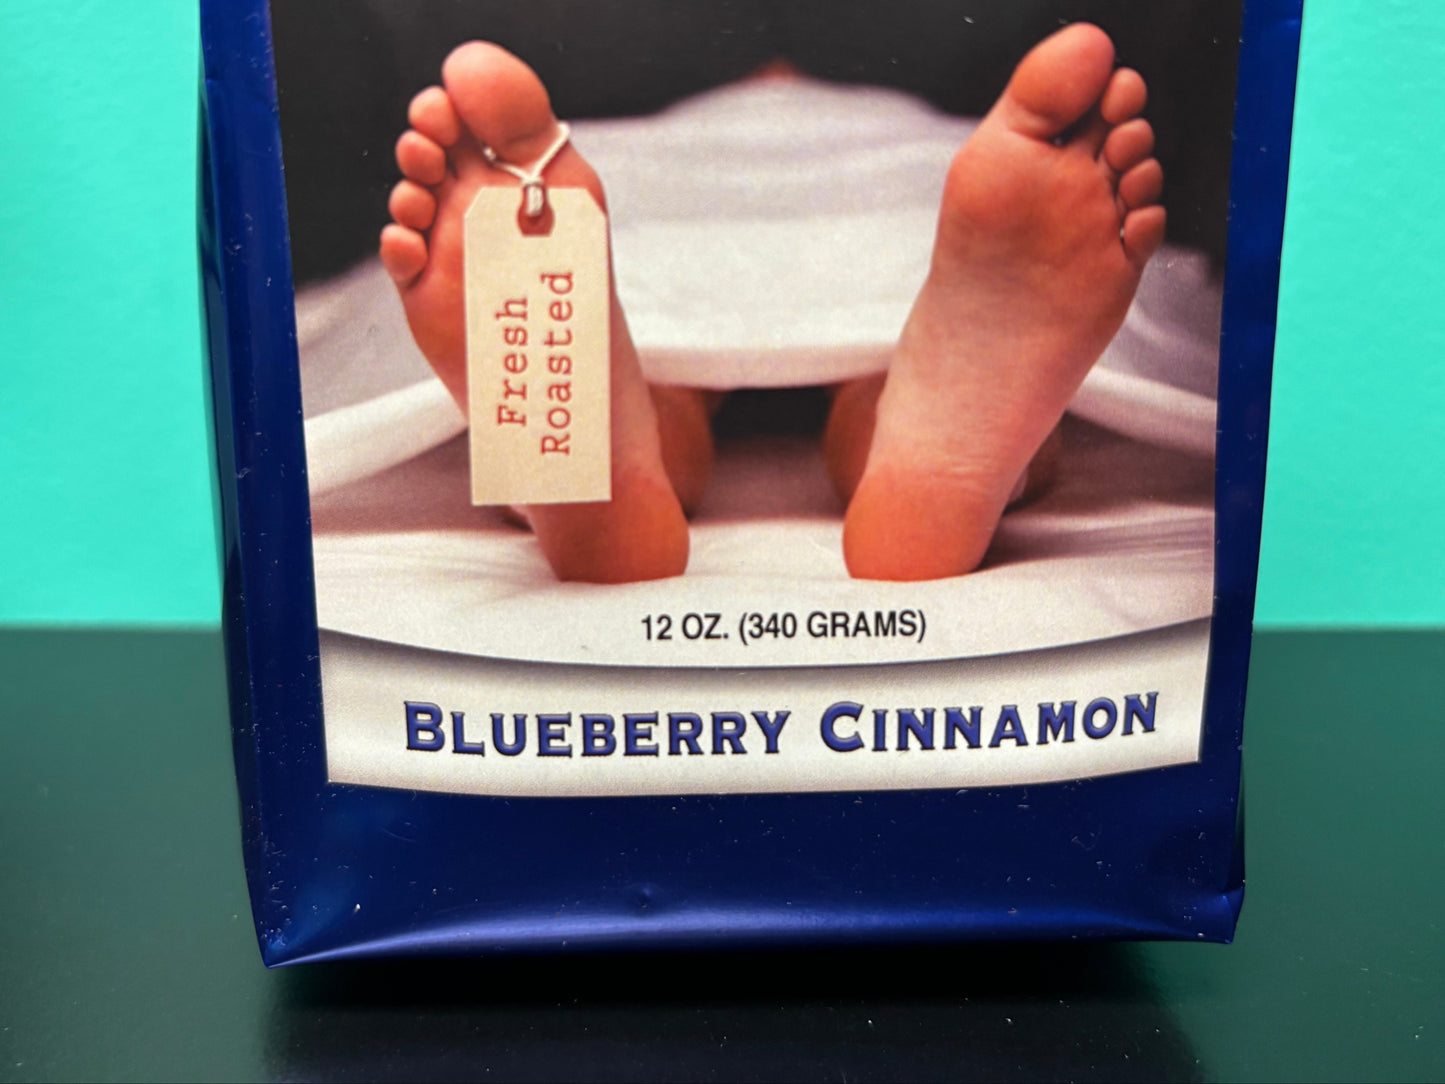 Fresh
Roasted
12 OZ. (340 GRAMS)
BLUEBERRY CINNAMON